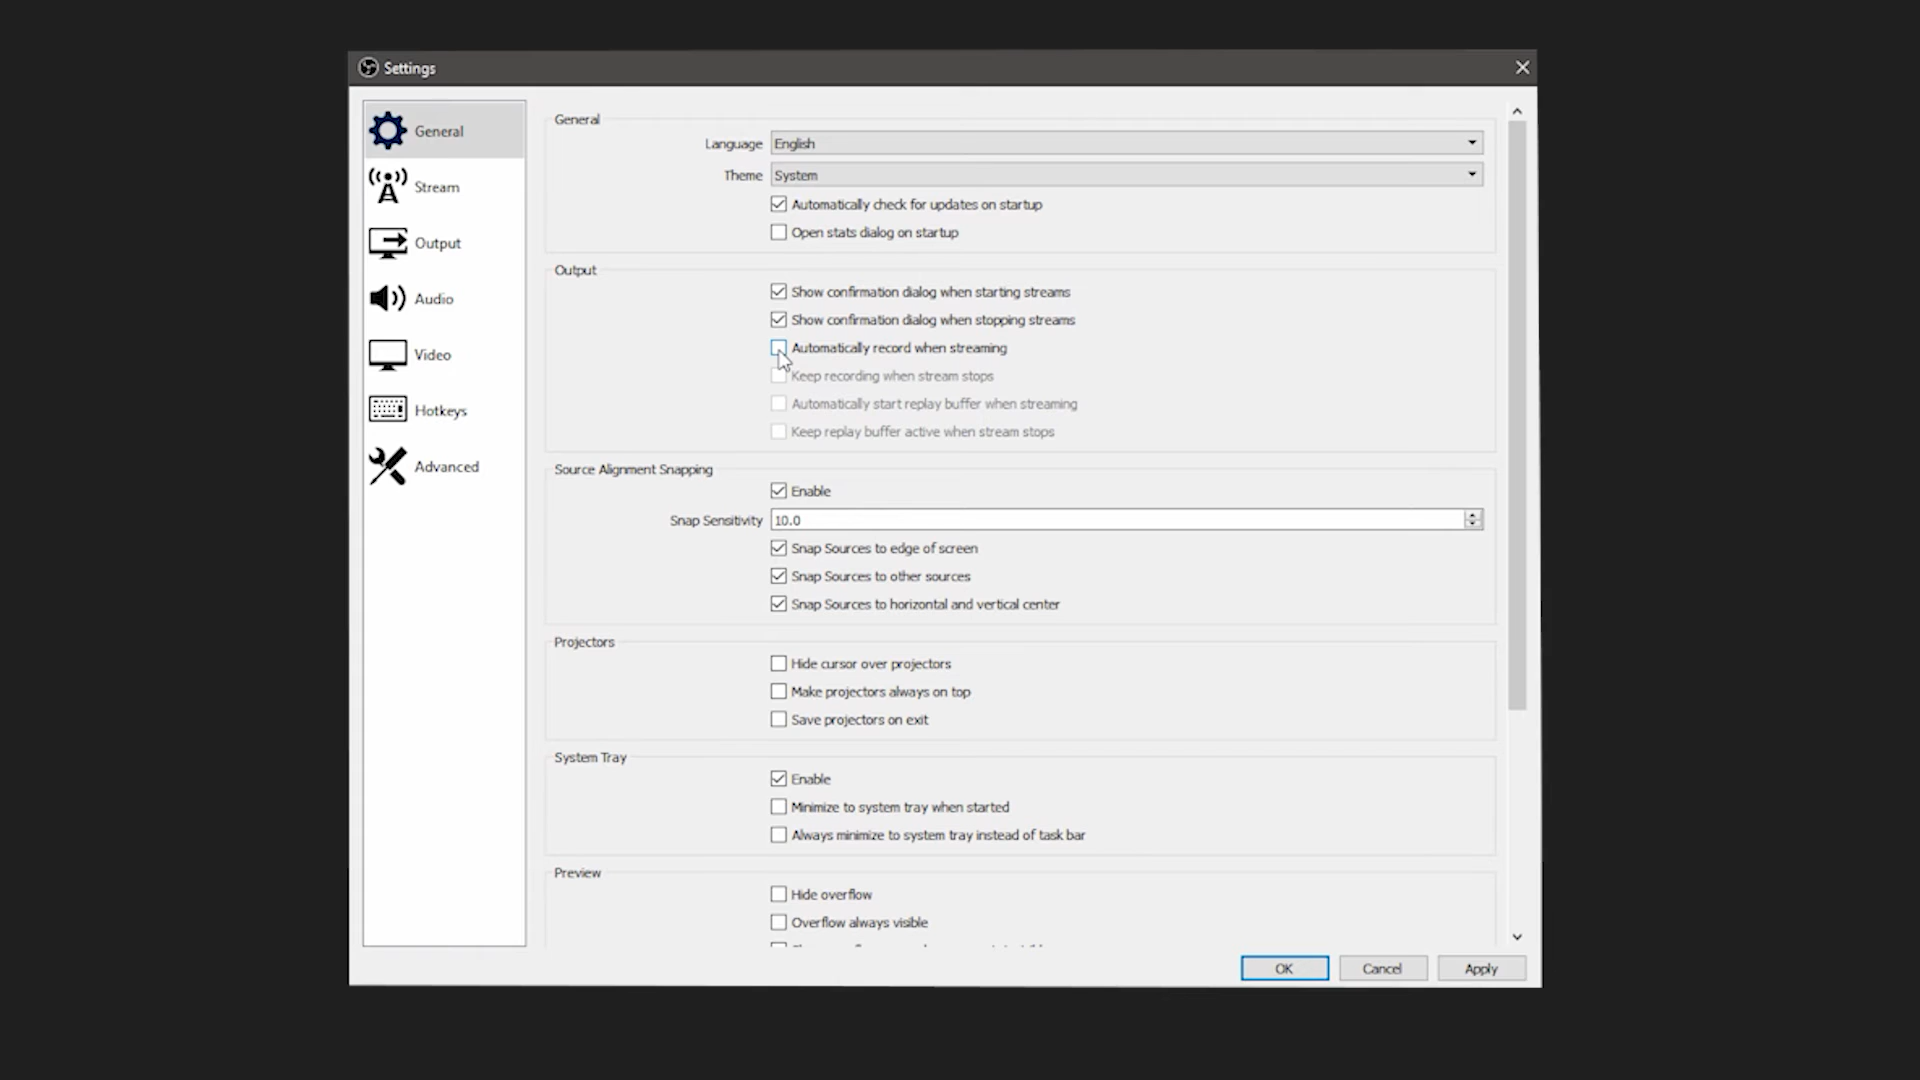 Settings
General
Stream
Output
Audio
Video
Hotkeys
Advanced
General
Language English
Theme System
Automatically check for updates on startup
Open stats dialog on startup
Output
Show confirmation dialog when starting streams
Show confirmation dialog when stopping streams
Automatically record when streaming
Keep recording when stream stops
Automatically start replay buffer when streaming
Keep replay buffer active when stream stops
Source Alignment Snapping
Enable
Snap Sensitivity 10.0
Snap Sources to edge of screen
Snap Sources to other sources
Snap Sources to horizontal and vertical center
Projectors
Hide cursor over projectors
Make projectors always on top
Save projectors on exit
System Tray
Enable
Minimize to system tray when started
Always minimize to system tray instead of task bar
Preview
Hide overflow
Overflow always visible
OK Cancel Apply